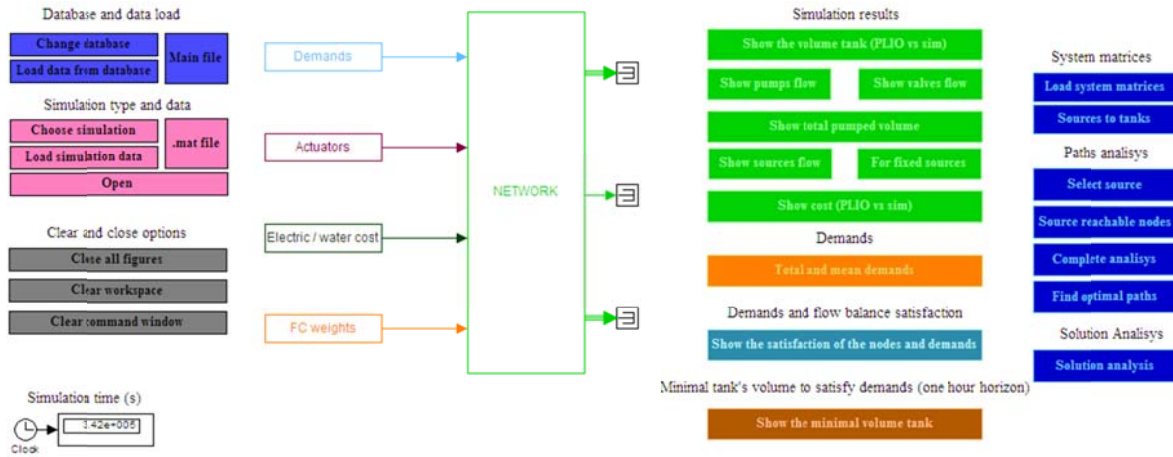 Database and data load
Change database
Load data from database
Main file
Simulation type and data
Choose simulation
Load simulation data
.mat file
Open
Clear and close options
Close all figures
Clear workspace
Clear command window
Simulation time (s)
3.42e+005
Clock
Demands
Actuators
Electric / water cost
FC weights
NETWORK
Simulation results
Show the volume tank (PLIO vs sim)
Show pumps flow
Show valves flow
Show total pumped volume
Show sources flow
For fixed sources
Show cost (PLIO vs sim)
Demands
Total and mean demands
Demands and flow balance satisfaction
Show the satisfaction of the nodes and demands
Minimal tank's volume to satisfy demands (one hour horizon)
Show the minimal volume tank
System matrices
Load system matrices
Sources to tanks
Paths analisys
Select source
Source reachable nodes
Complete analisys
Find optimal paths
Solution Analisys
Solution analysis